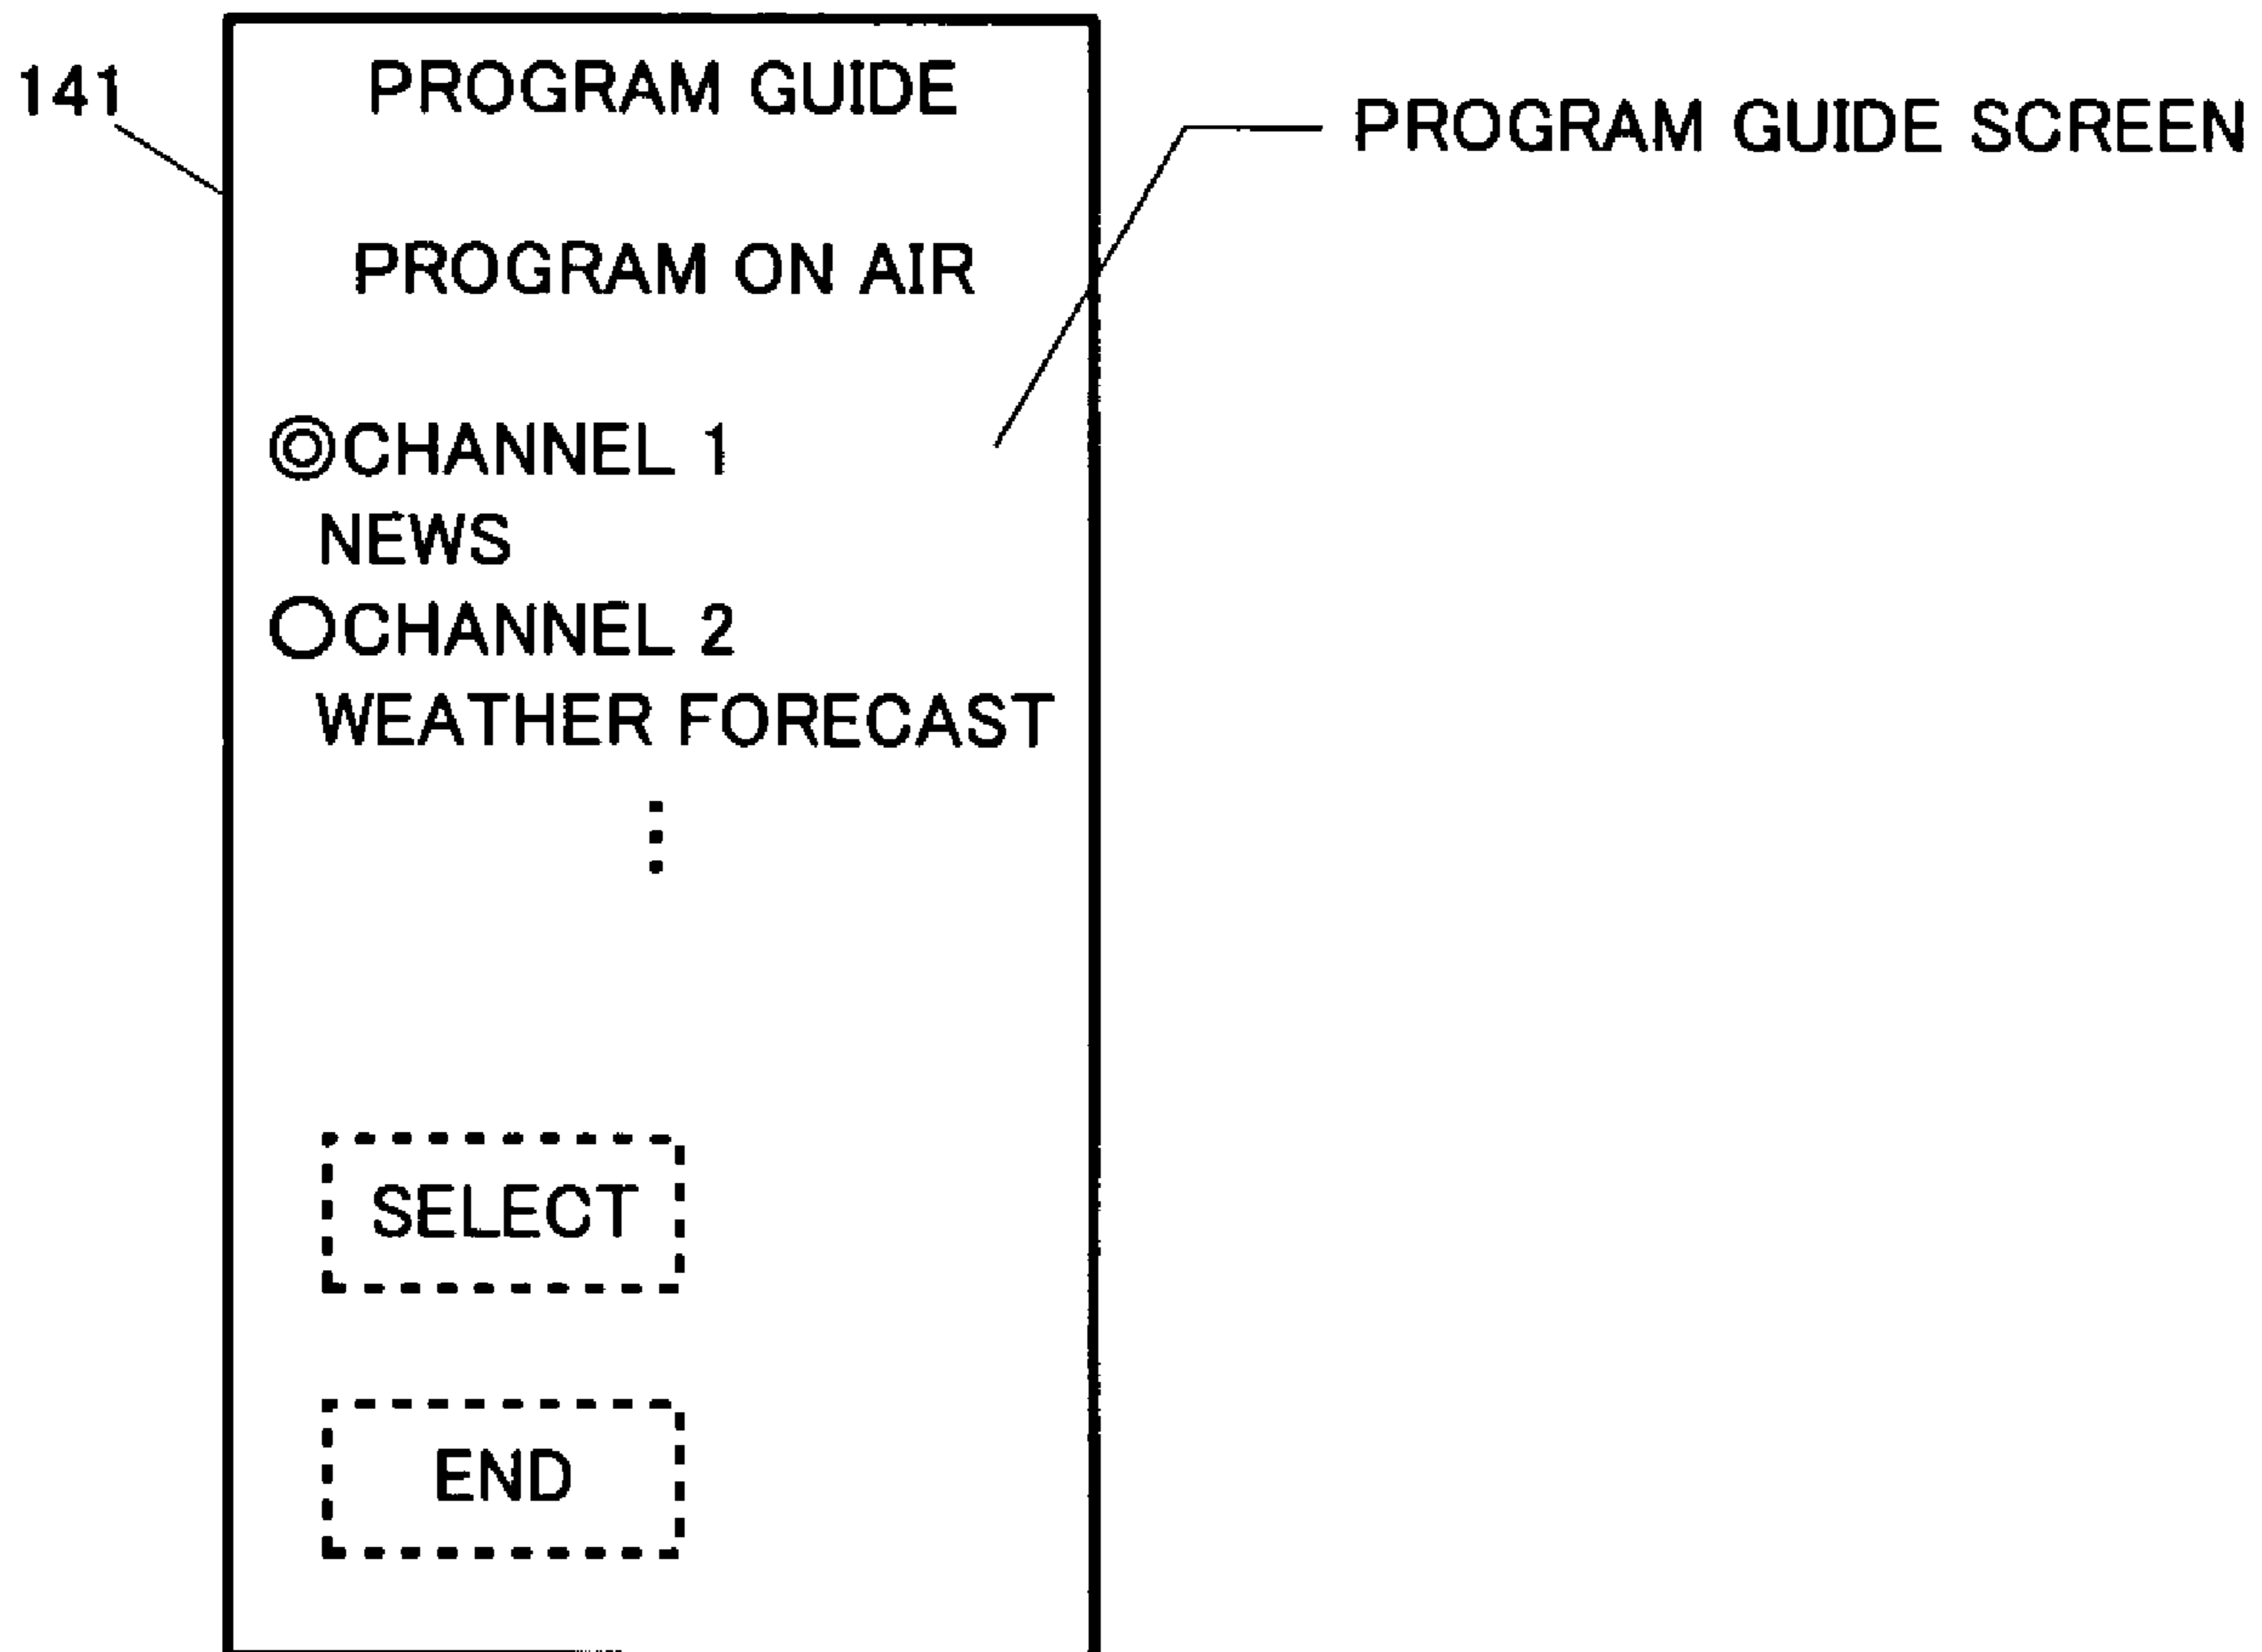 141
PROGRAM GUIDE
PROGRAM GUIDE SCREEN
PROGRAM ON AIR
◎CHANNEL 1
NEWS
○CHANNEL 2
WEATHER FORECAST
⋮
SELECT
END